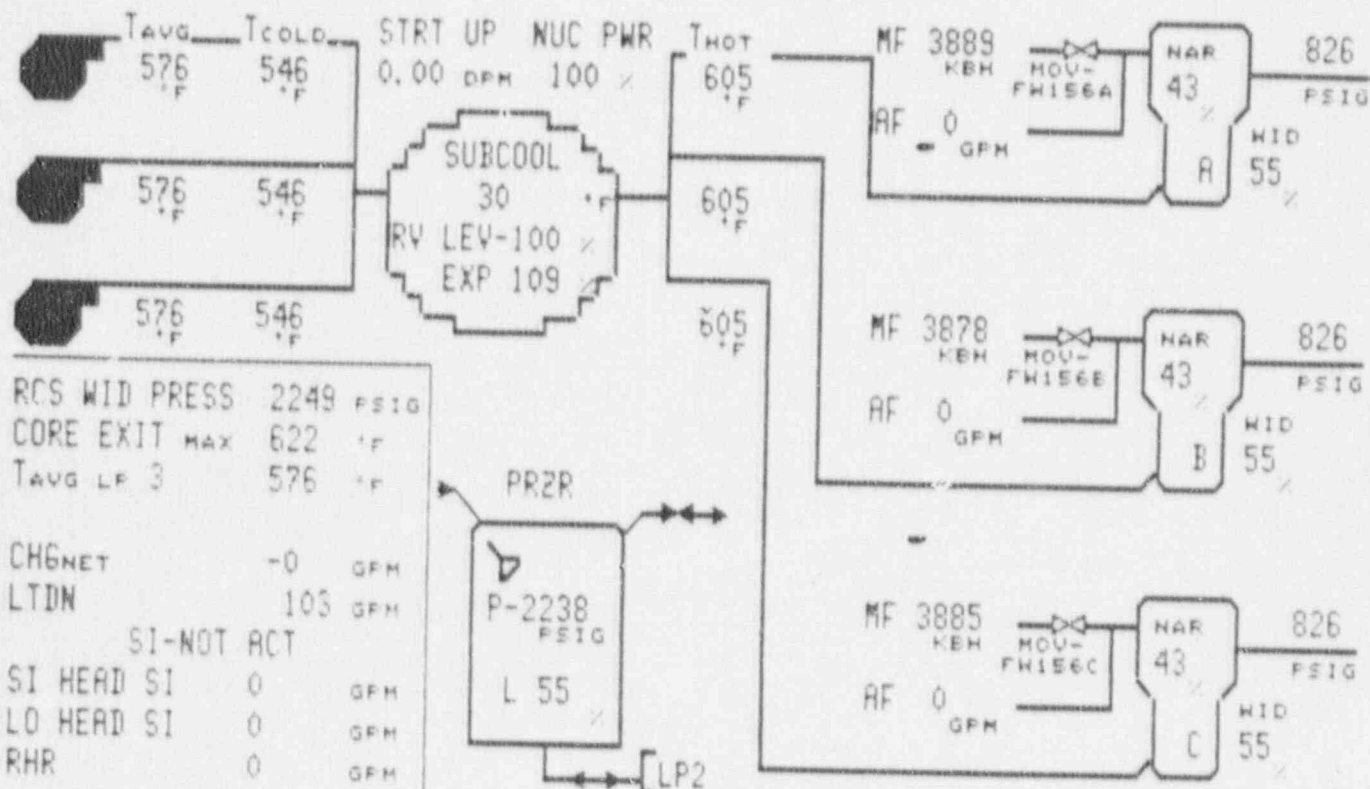 TAVG TCOLD STRT UP NUC PWR THOT
576 °F 546 °F 0.00 DPM 100 % 605 °F
MF 3889 KBH MOV-FW156A NAR 43 % 826 PSIG
AF 0 GPM A WID 55 %
SUBCOOL
30 °F
RV LEV-100 %
EXP 109 %
576 °F 546 °F 605 °F
576 °F 546 °F 605 °F
MF 3878 KBH MOV-FW156B NAR 43 % 826 PSIG
AF 0 GPM B WID 55 %
RCS WID PRESS 2249 PSIG
CORE EXIT MAX 622 °F
TAVG LP 3 576 °F
CHGNET -0 GPM
LTDN 103 GPM
SI-NOT ACT
SI HEAD SI 0 GPM
LO HEAD SI 0 GPM
RHR 0 GPM
PRZR
P-2238
PSIG
L 55 %
LP2
MF 3885 KBH MOV-FW156C NAR 43 % 826 PSIG
AF 0 GPM C WID 55 %